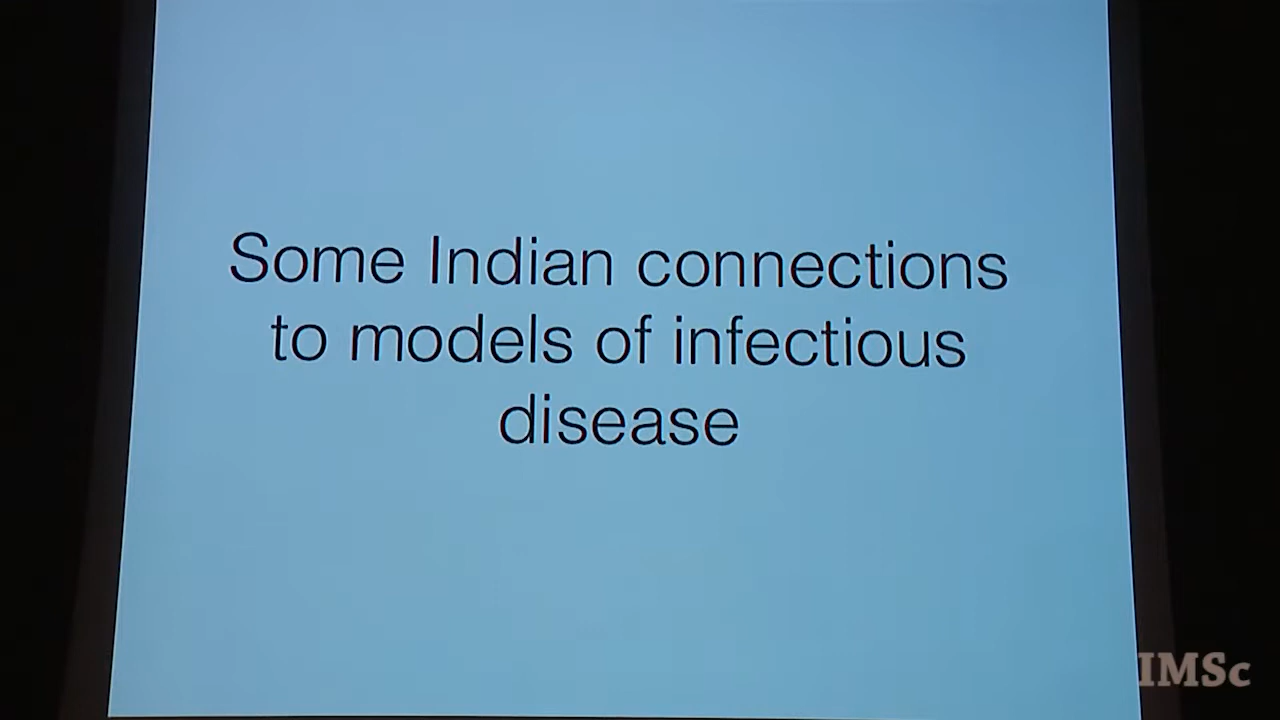 Some Indian connections
to models of infectious
disease
IMSc